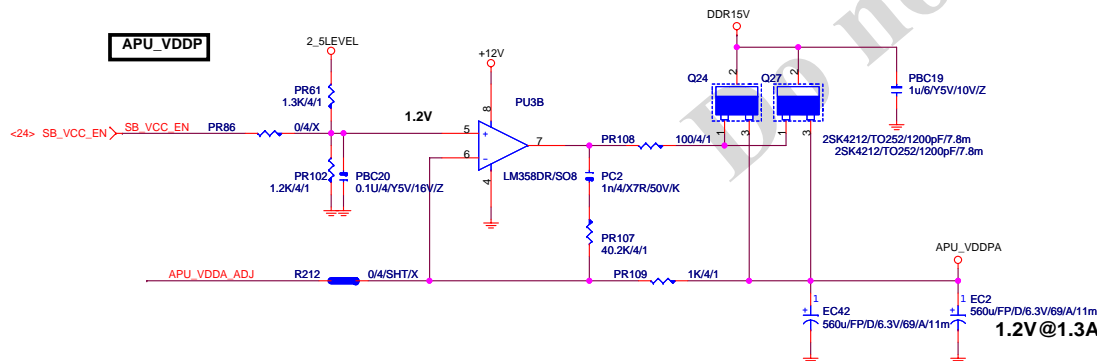 DDR15V
APU_VDDP
2_5LEVEL
+12V
Q24
2
Q27
2
PBC19
1u/6/Y5V/10V/Z
PR61
1.3K/4/1
8
PU3B
<24> SB_VCC_EN
SB_VCC_EN
PR86
0/4/X
1.2V
5
+
7
PR108
100/4/1
1
3
1
3
2SK4212/TO252/1200pF/7.8m
2SK4212/TO252/1200pF/7.8m
6
-
PR102
1.2K/4/1
PBC20
0.1U/4/Y5V/16V/Z
4
LM358DR/SO8
PC2
1n/4/X7R/50V/K
PR107
40.2K/4/1
APU_VDDPA
APU_VDDA_ADJ
R212
0/4/SHT/X
PR109
1K/4/1
1
+
EC42
560u/FP/D/6.3V/69/A/11m
1
+
EC2
560u/FP/D/6.3V/69/A/11m
1.2V@1.3A
Do no